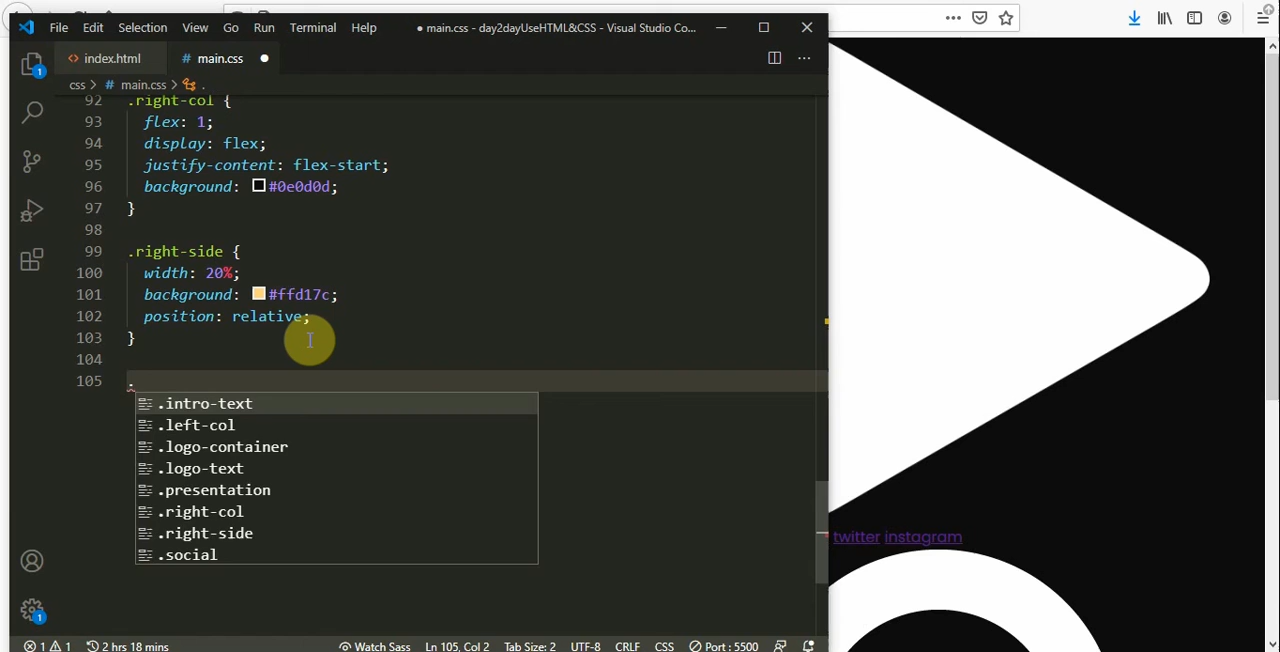 File Edit Selection View Go Run Terminal Help ● main.css - day2dayUseHTML&CSS - Visual Studio Co...
<> index.html # main.css ●
css > # main.css > .
92 .right-col {
93 flex: 1;
94 display: flex;
95 justify-content: flex-start;
96 background: #0e0d0d;
97 }
98
99 .right-side {
100 width: 20%;
101 background: #ffd17c;
102 position: relative;
103 }
104
105 .
.intro-text
.left-col
.logo-container
.logo-text
.presentation
.right-col
.right-side
.social
twitter instagram
1
1
1 1 2 hrs 18 mins Watch Sass Ln 105, Col 2 Tab Size: 2 UTF-8 CRLF CSS Port : 5500